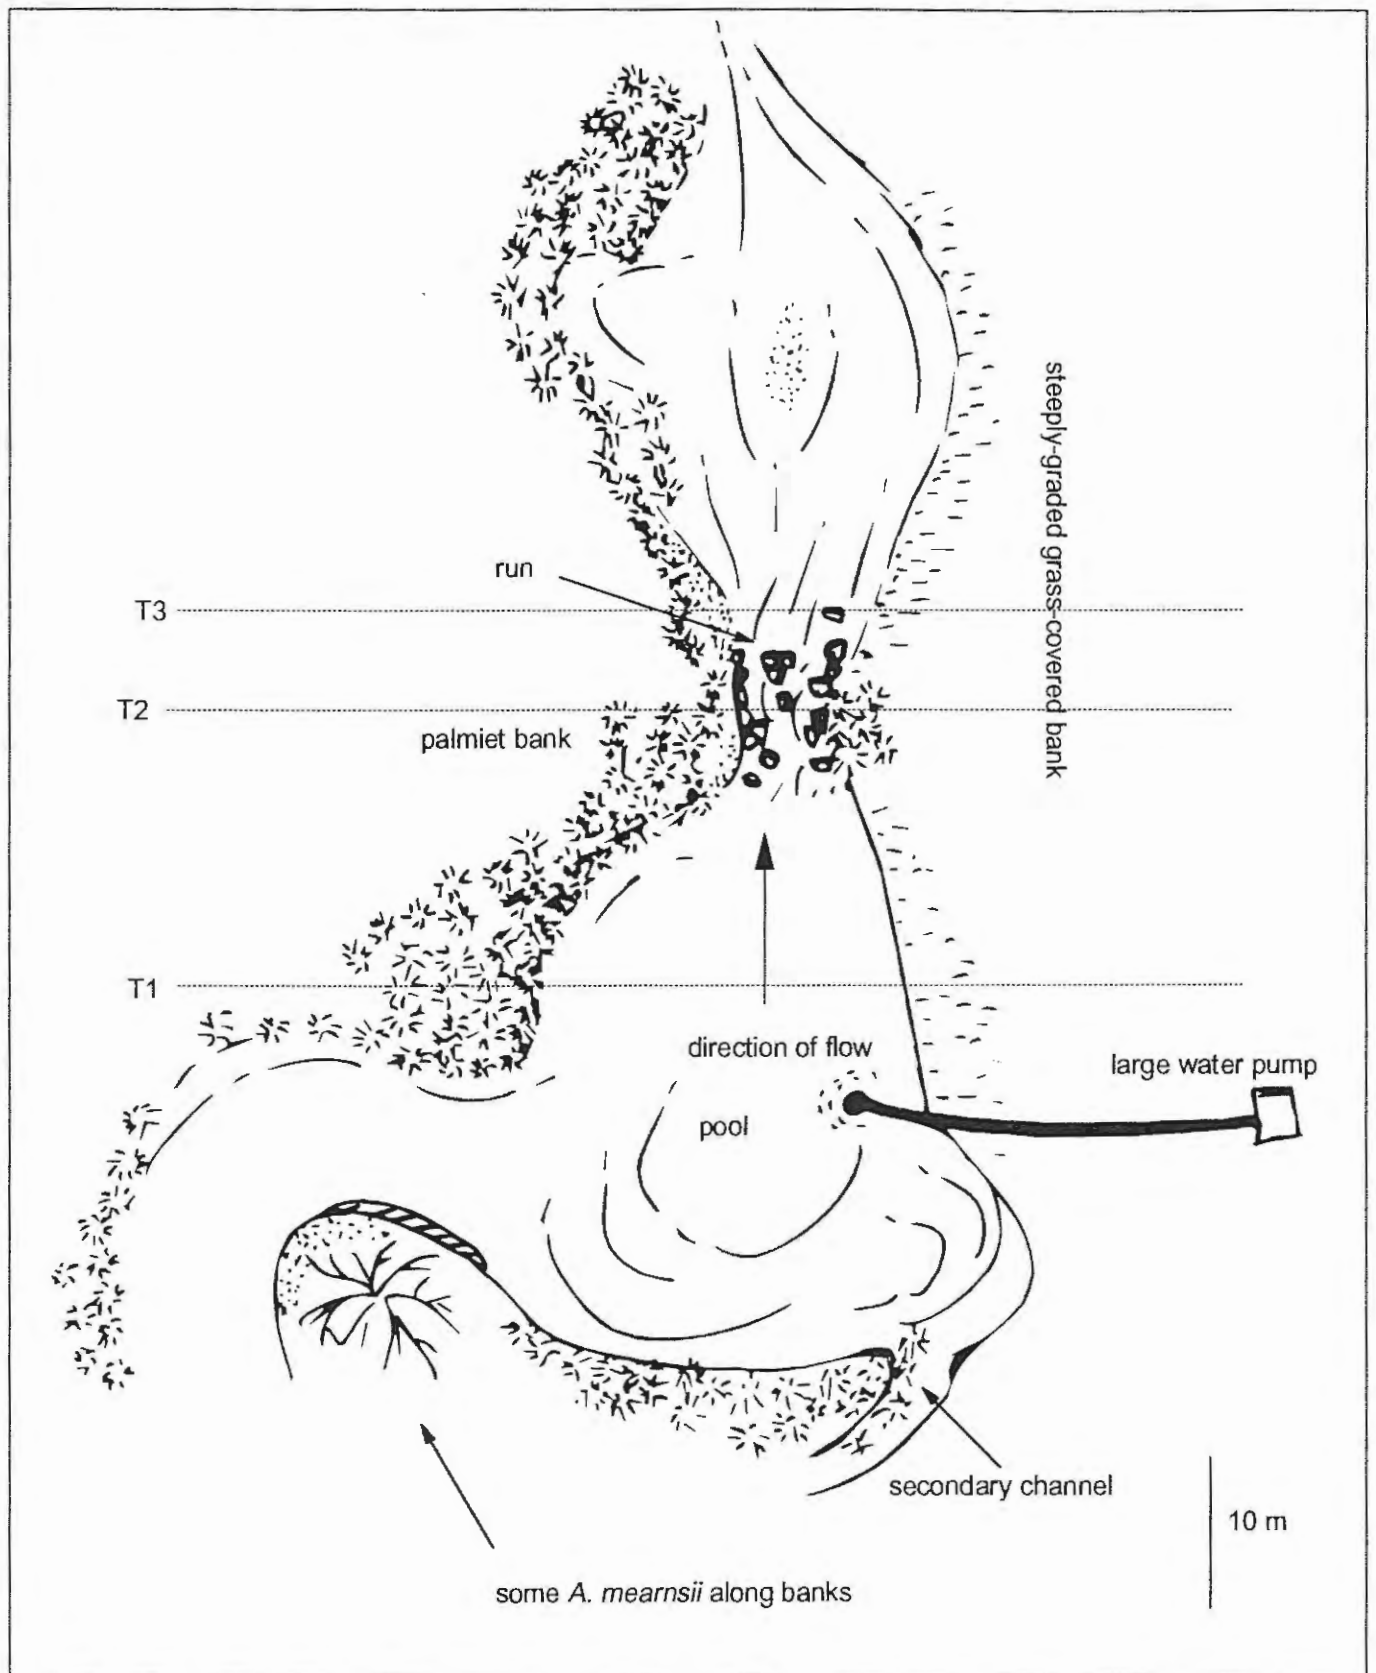 steeply-graded grass-covered bank
run
T3
T2
palmiet bank
T1
direction of flow
large water pump
pool
secondary channel
10 m
some A. mearnsii along banks